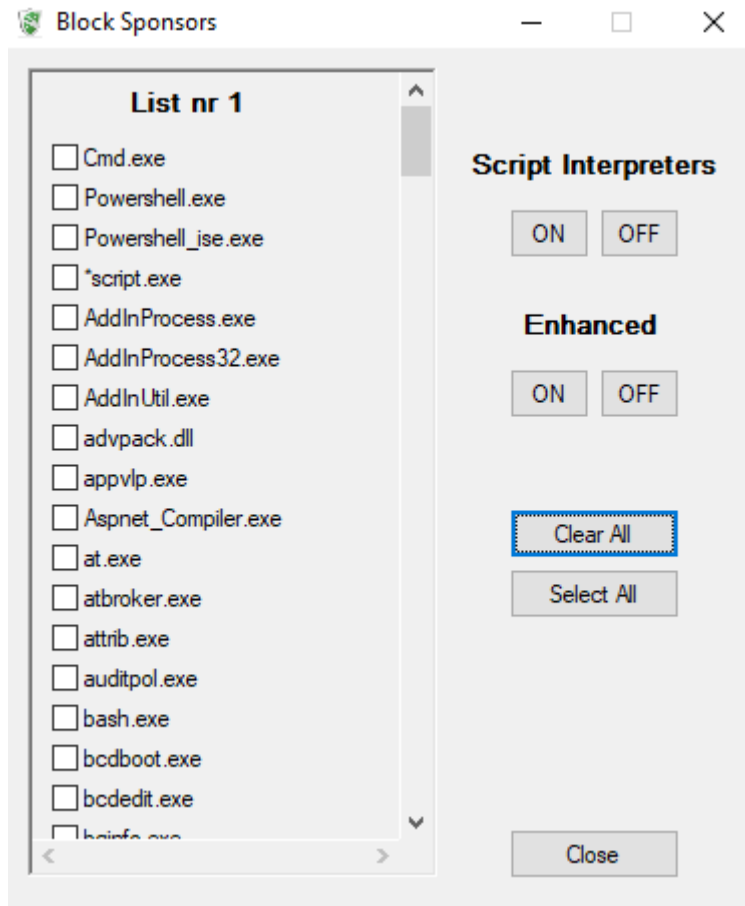 Block Sponsors
List nr 1
Cmd.exe
Powershell.exe
Powershell_ise.exe
*script.exe
AddInProcess.exe
AddInProcess32.exe
AddInUtil.exe
advpack.dll
appvlp.exe
Aspnet_Compiler.exe
at.exe
atbroker.exe
attrib.exe
auditpol.exe
bash.exe
bcdboot.exe
bcdedit.exe
Script Interpreters
ON OFF
Enhanced
ON OFF
Clear All
Select All
Close